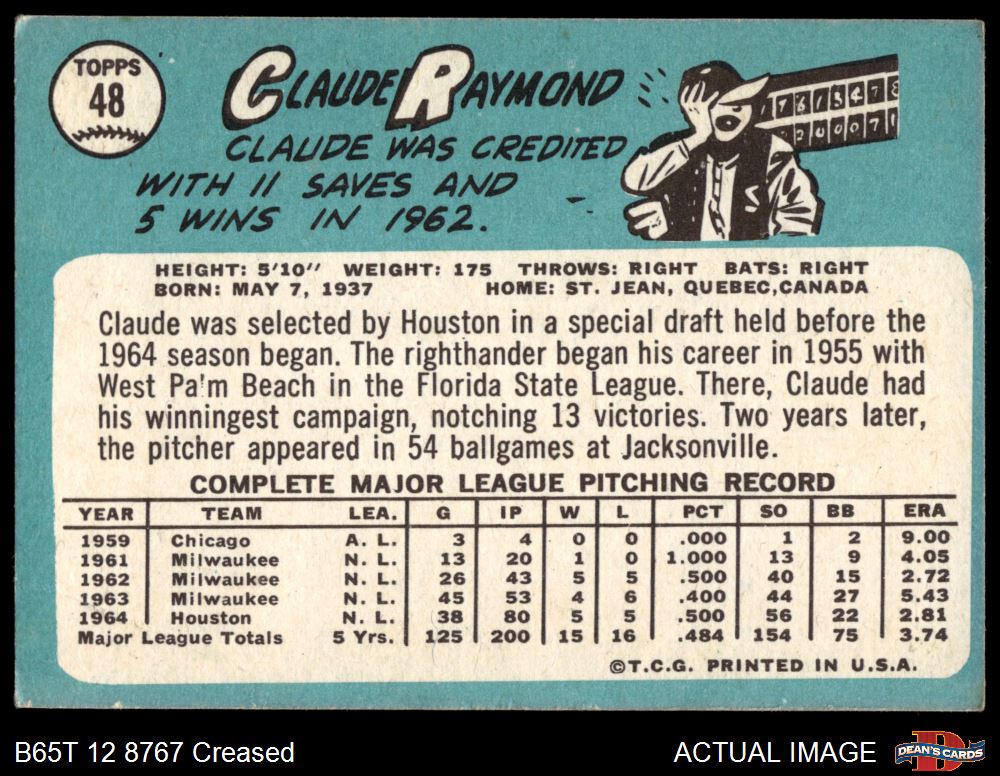 TOPPS
48
CLAUDE RAYMOND
CLAUDE WAS CREDITED
WITH 11 SAVES AND
5 WINS IN 1962.
HEIGHT: 5'10" WEIGHT: 175 THROWS: RIGHT BATS: RIGHT
BORN: MAY 7, 1937 HOME: ST. JEAN, QUEBEC,CANADA
Claude was selected by Houston in a special draft held before the
1964 season began. The righthander began his career in 1955 with
West Pa'm Beach in the Florida State League. There, Claude had
his winningest campaign, notching 13 victories. Two years later,
the pitcher appeared in 54 ballgames at Jacksonville.
COMPLETE MAJOR LEAGUE PITCHING RECORD
YEAR TEAM LEA. G IP W L PCT SO BB ERA
1959 Chicago A. L. 3 4 0 0 .000 1 2 9.00
1961 Milwaukee N. L. 13 20 1 0 1.000 13 9 4.05
1962 Milwaukee N. L. 26 43 5 5 .500 40 15 2.72
1963 Milwaukee N. L. 45 53 4 6 .400 44 27 5.43
1964 Houston N. L. 38 80 5 5 .500 56 22 2.81
Major League Totals 5 Yrs. 125 200 15 16 .484 154 75 3.74
©T.C.G. PRINTED IN U.S.A.
B65T 12 8767 Creased
ACTUAL IMAGE
DEAN'S CARDS